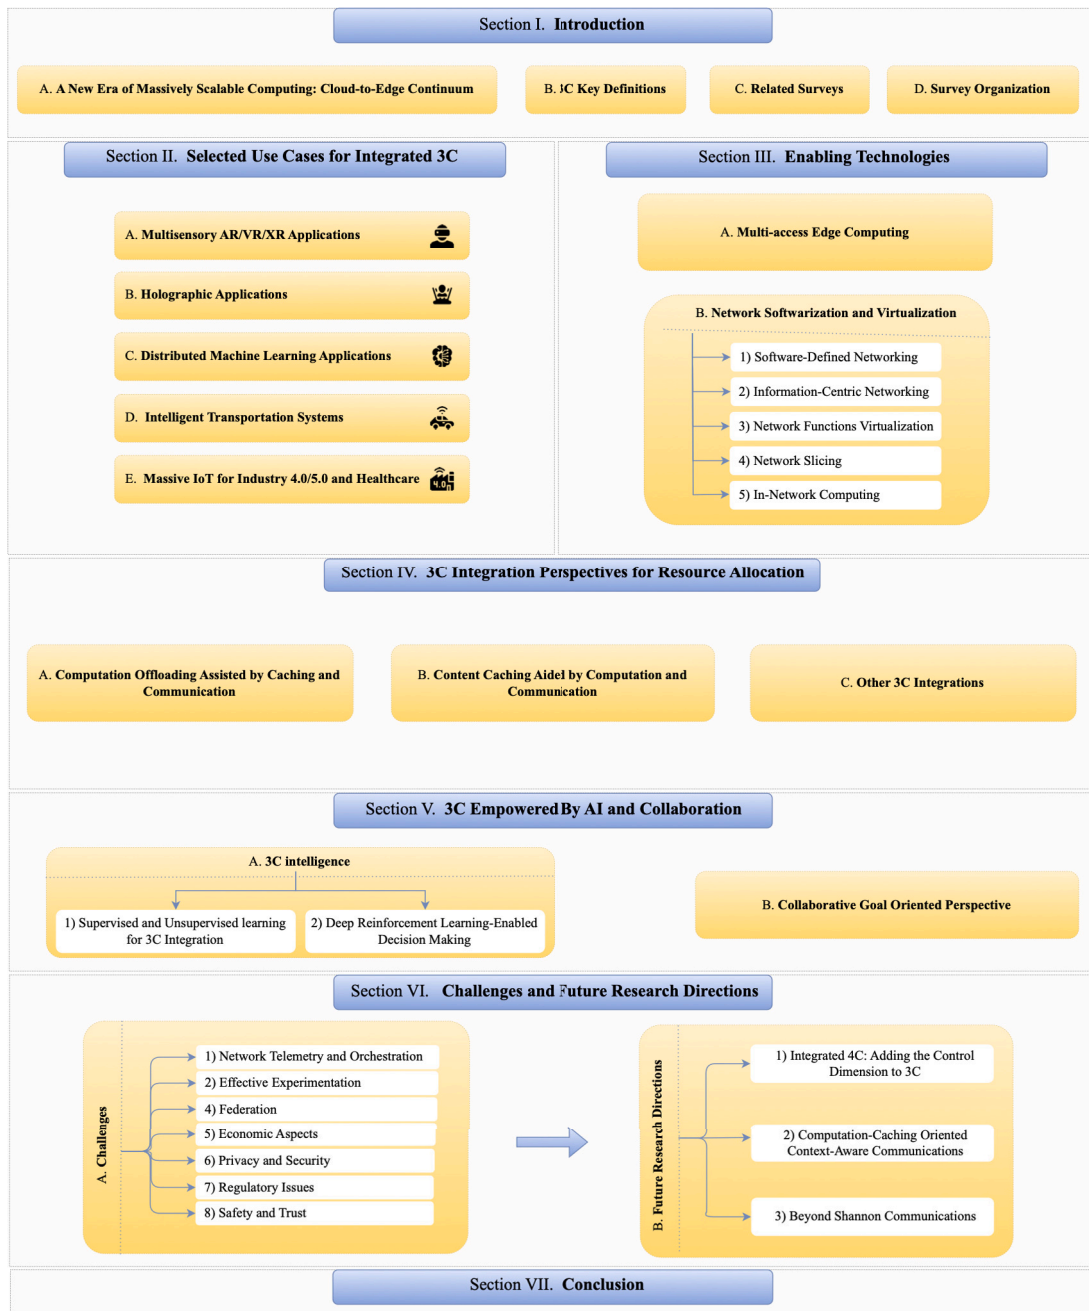 Section I. Introduction
A. A New Era of Massively Scalable Computing: Cloud-to-Edge Continuum
B. 3C Key Definitions
C. Related Surveys
D. Survey Organization
Section II. Selected Use Cases for Integrated 3C
A. Multisensory AR/VR/XR Applications
B. Holographic Applications
C. Distributed Machine Learning Applications
D. Intelligent Transportation Systems
E. Massive IoT for Industry 4.0/5.0 and Healthcare
4.0
Section III. Enabling Technologies
A. Multi-access Edge Computing
B. Network Softwarization and Virtualization
1) Software-Defined Networking
2) Information-Centric Networking
3) Network Functions Virtualization
4) Network Slicing
5) In-Network Computing
Section IV. 3C Integration Perspectives for Resource Allocation
A. Computation Offloading Assisted by Caching and
Communication
B. Content Caching Aided by Computation and
Communication
C. Other 3C Integrations
Section V. 3C Empowered By AI and Collaboration
A. 3C intelligence
1) Supervised and Unsupervised learning
for 3C Integration
2) Deep Reinforcement Learning-Enabled
Decision Making
B. Collaborative Goal Oriented Perspective
Section VI. Challenges and Future Research Directions
A. Challenges
1) Network Telemetry and Orchestration
2) Effective Experimentation
4) Federation
5) Economic Aspects
6) Privacy and Security
7) Regulatory Issues
8) Safety and Trust
B. Future Research Directions
1) Integrated 4C: Adding the Control
Dimension to 3C
2) Computation-Caching Oriented
Context-Aware Communications
3) Beyond Shannon Communications
Section VII. Conclusion